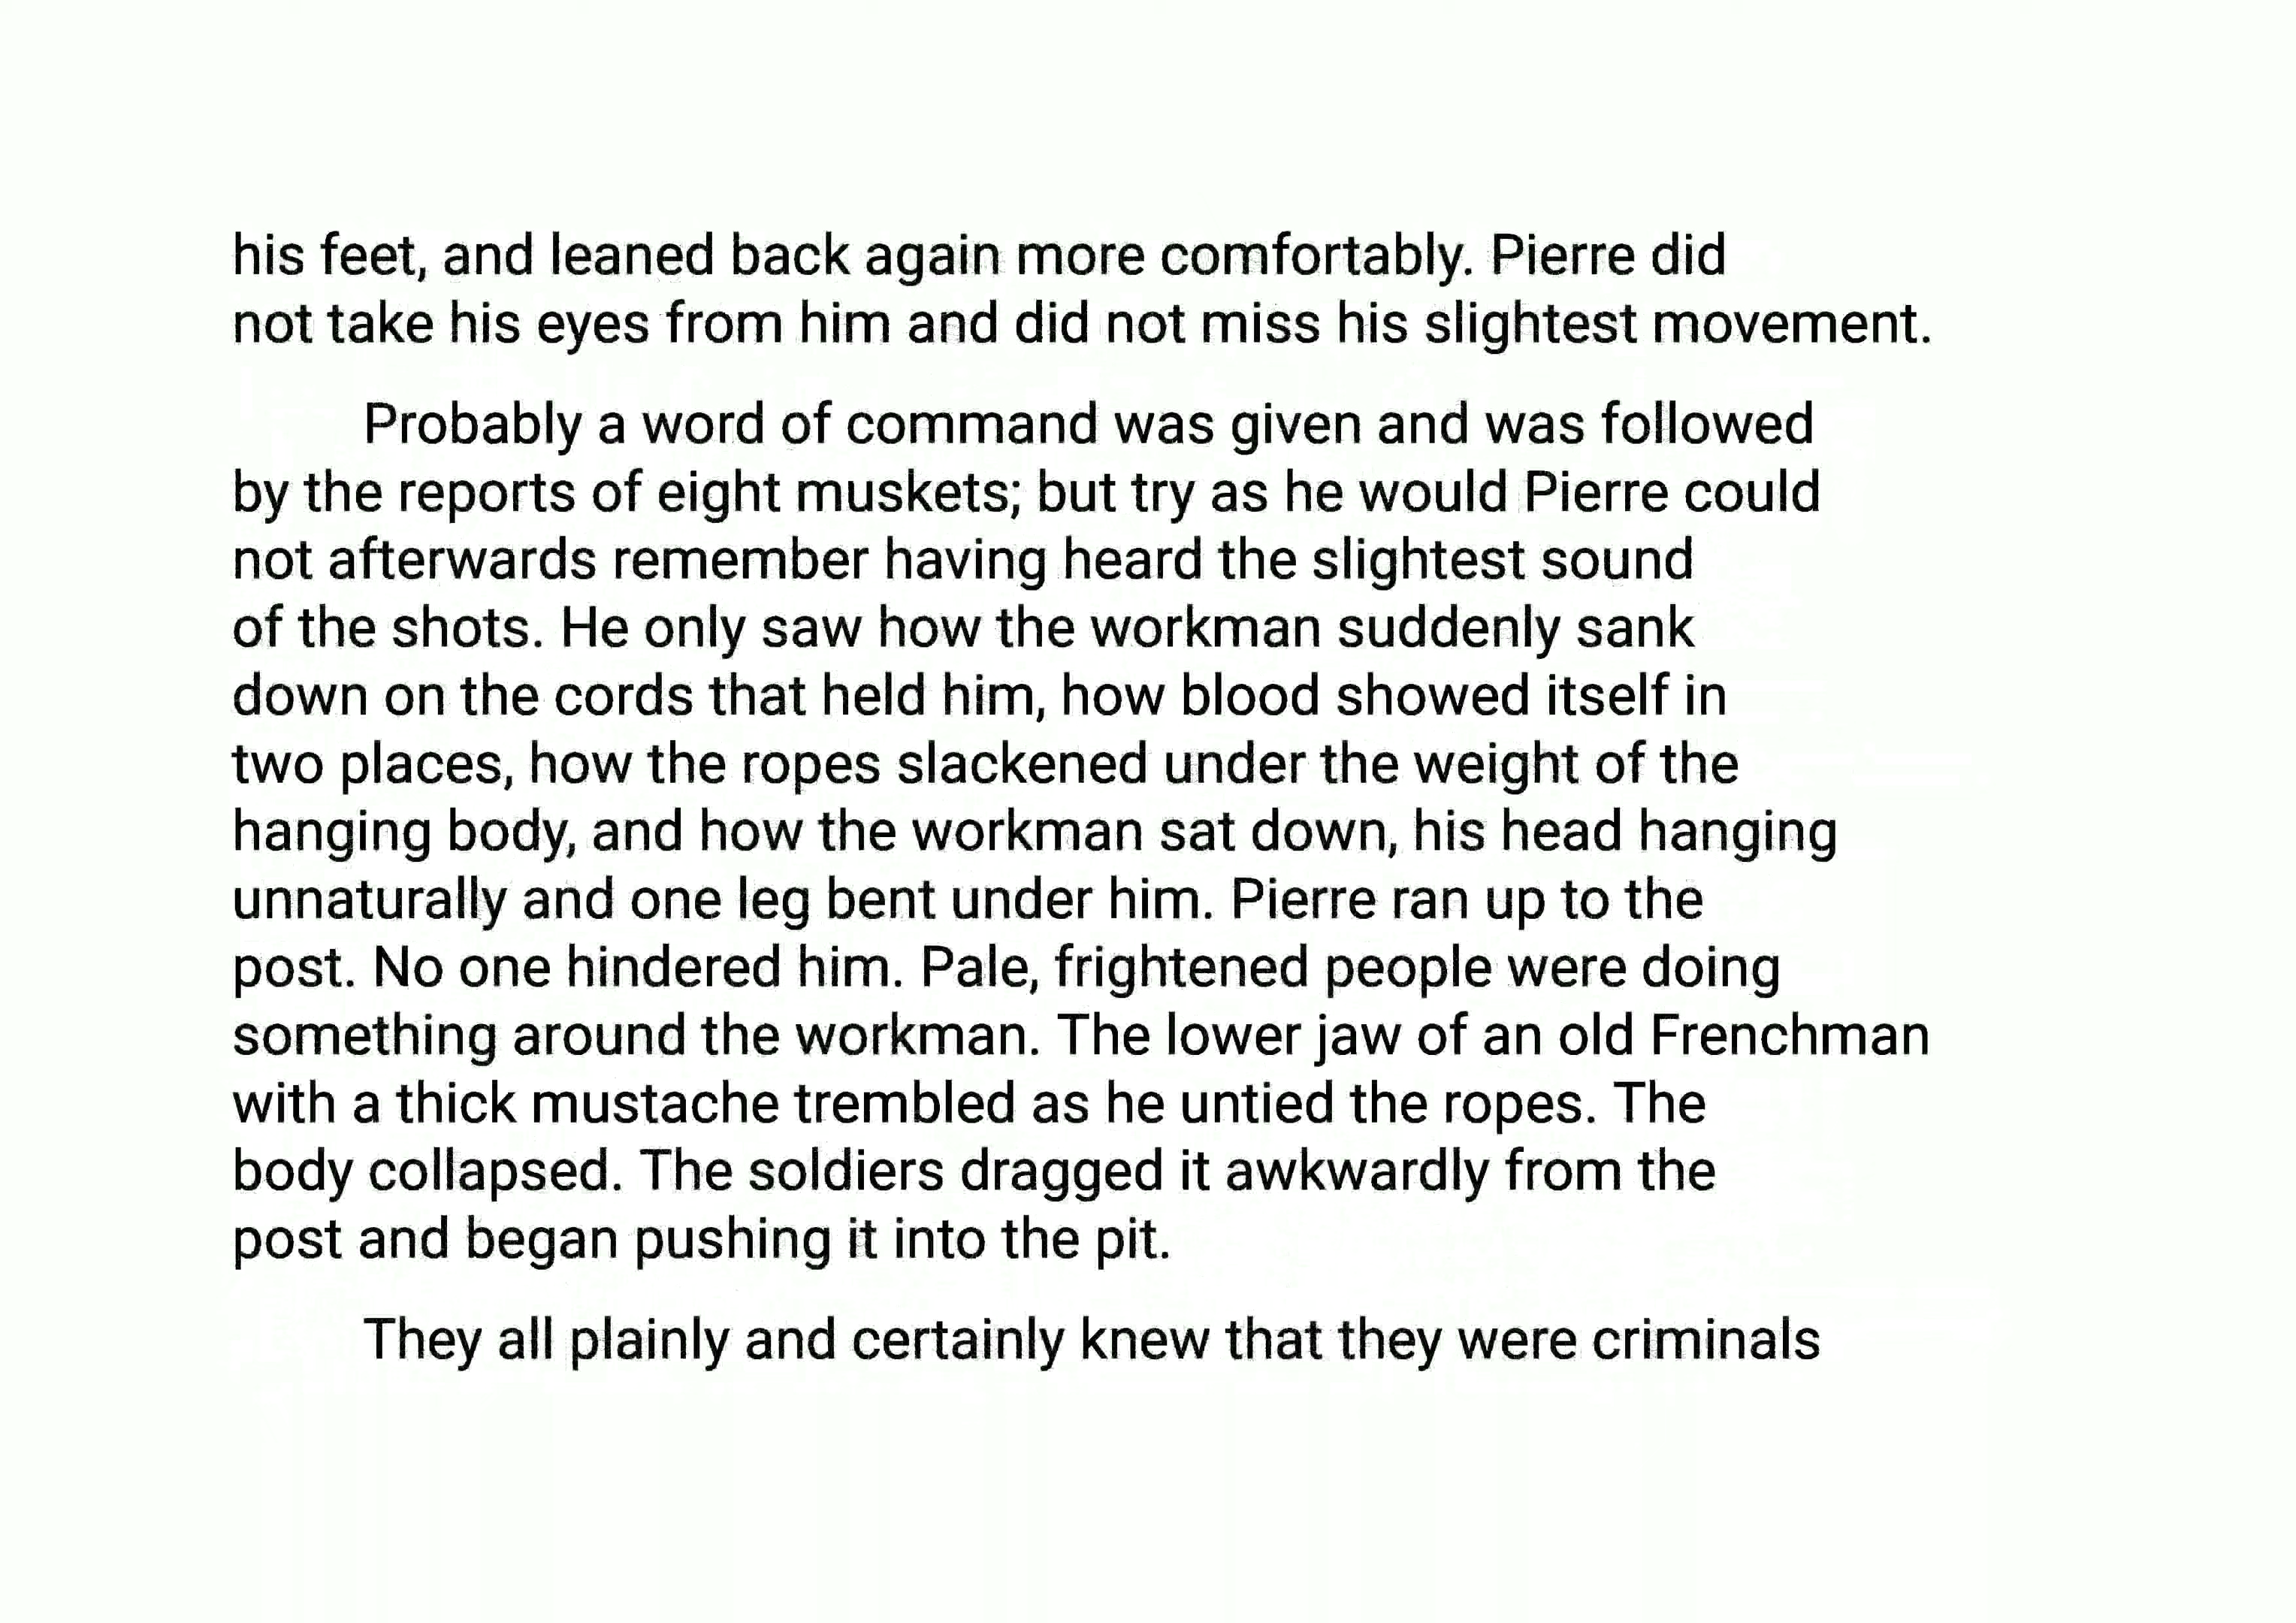 his feet, and leaned back again more comfortably. Pierre did
not take his eyes from him and did not miss his slightest movement.
Probably a word of command was given and was followed
by the reports of eight muskets; but try as he would Pierre could
not afterwards remember having heard the slightest sound
of the shots. He only saw how the workman suddenly sank
down on the cords that held him, how blood showed itself in
two places, how the ropes slackened under the weight of the
hanging body, and how the workman sat down, his head hanging
unnaturally and one leg bent under him. Pierre ran up to the
post. No one hindered him. Pale, frightened people were doing
something around the workman. The lower jaw of an old Frenchman
with a thick mustache trembled as he untied the ropes. The
body collapsed. The soldiers dragged it awkwardly from the
post and began pushing it into the pit.
They all plainly and certainly knew that they were criminals